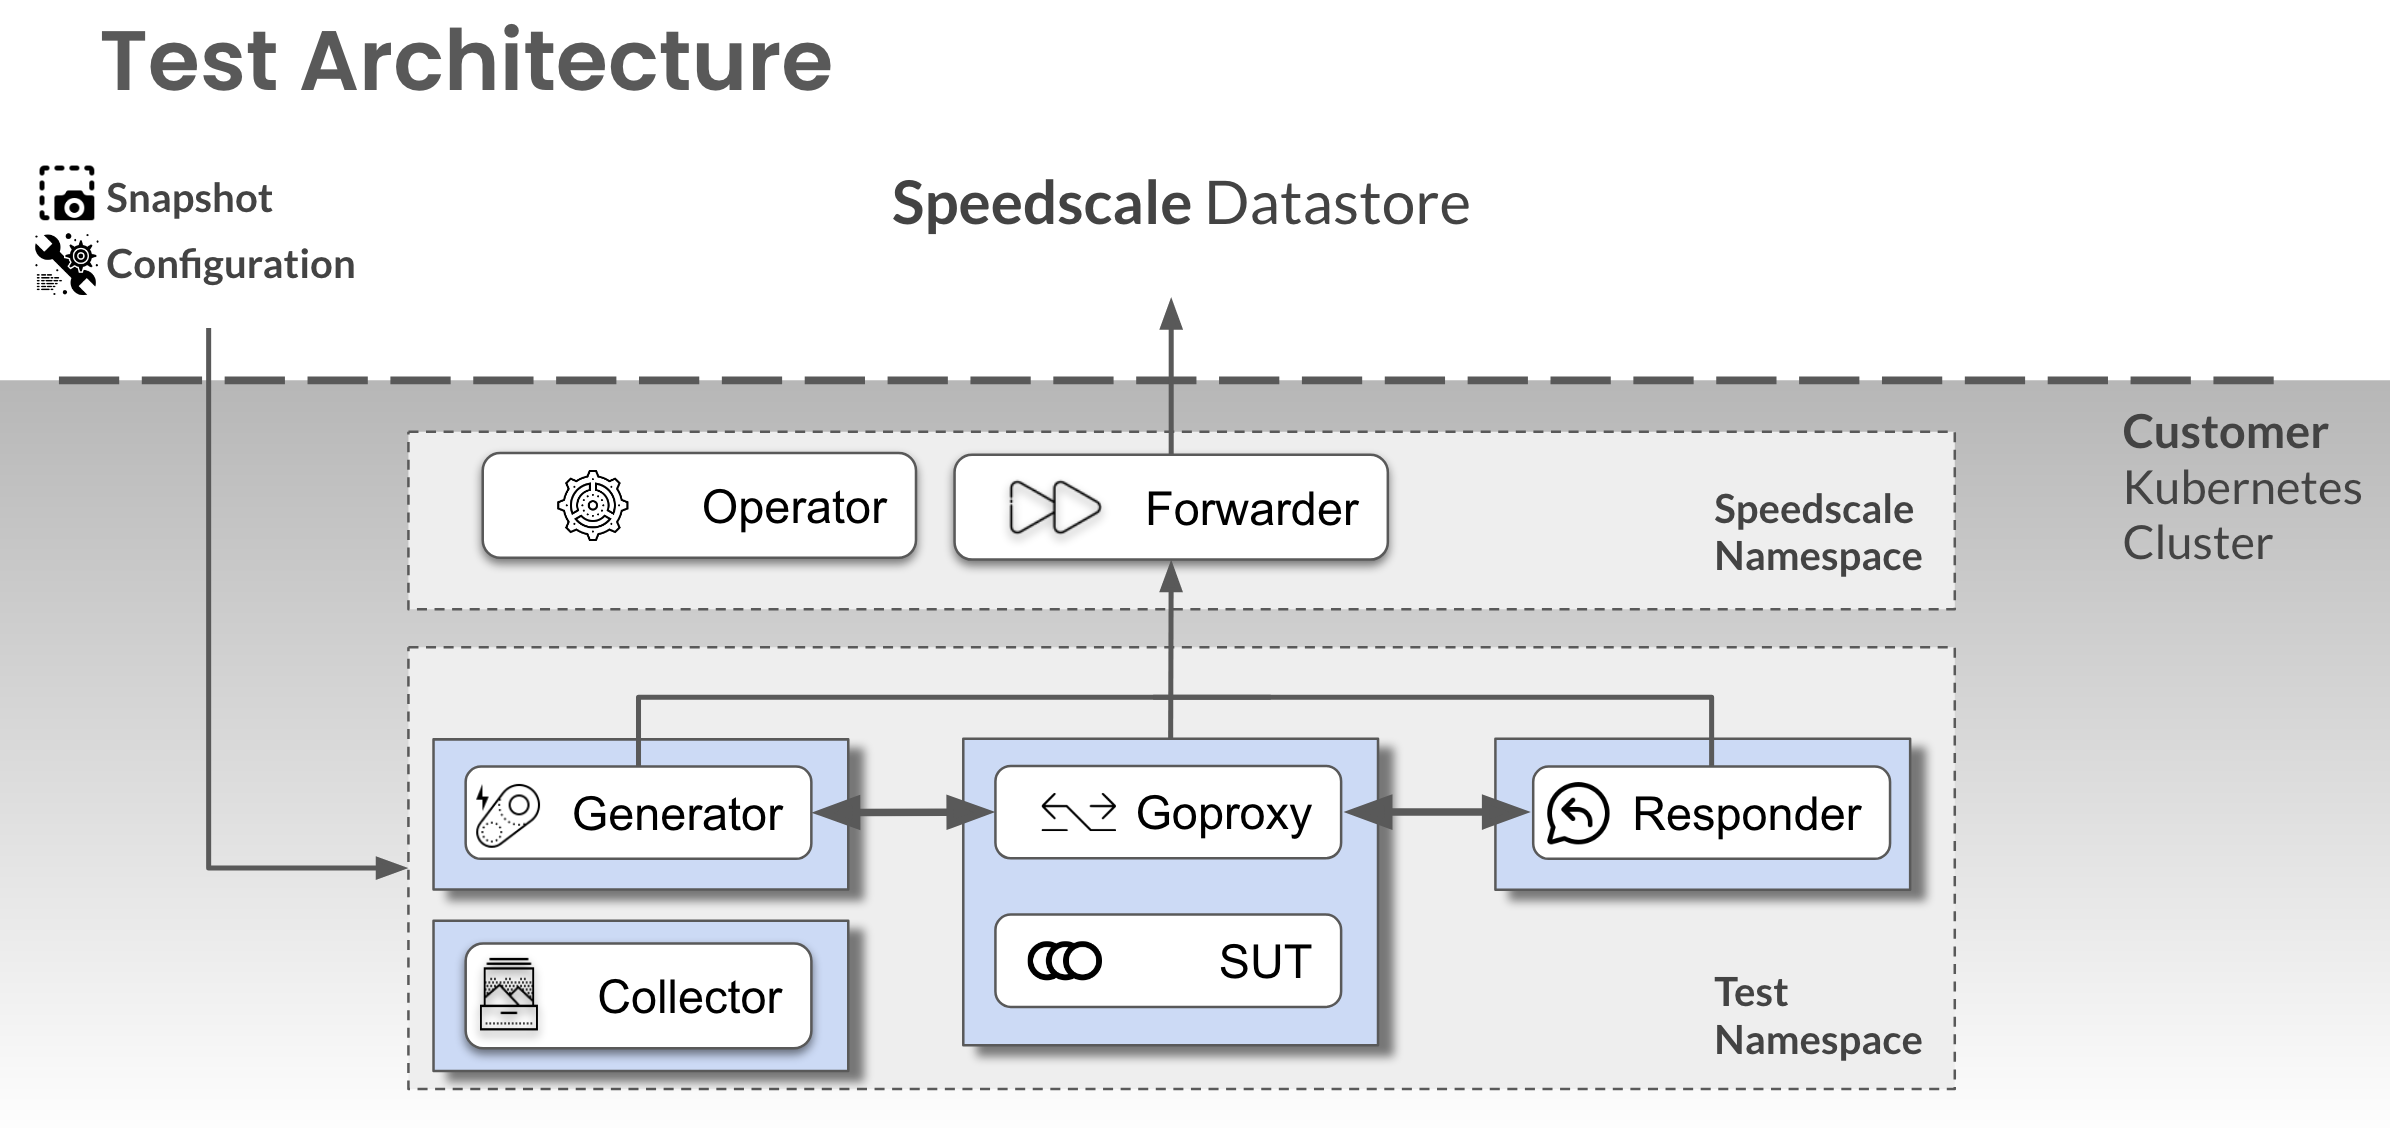 Test Architecture
Snapshot
Configuration
Speedscale Datastore
Customer
Kubernetes
Cluster
Operator
Forwarder
Speedscale
Namespace
Generator
Goproxy
Responder
Collector
SUT
Test
Namespace